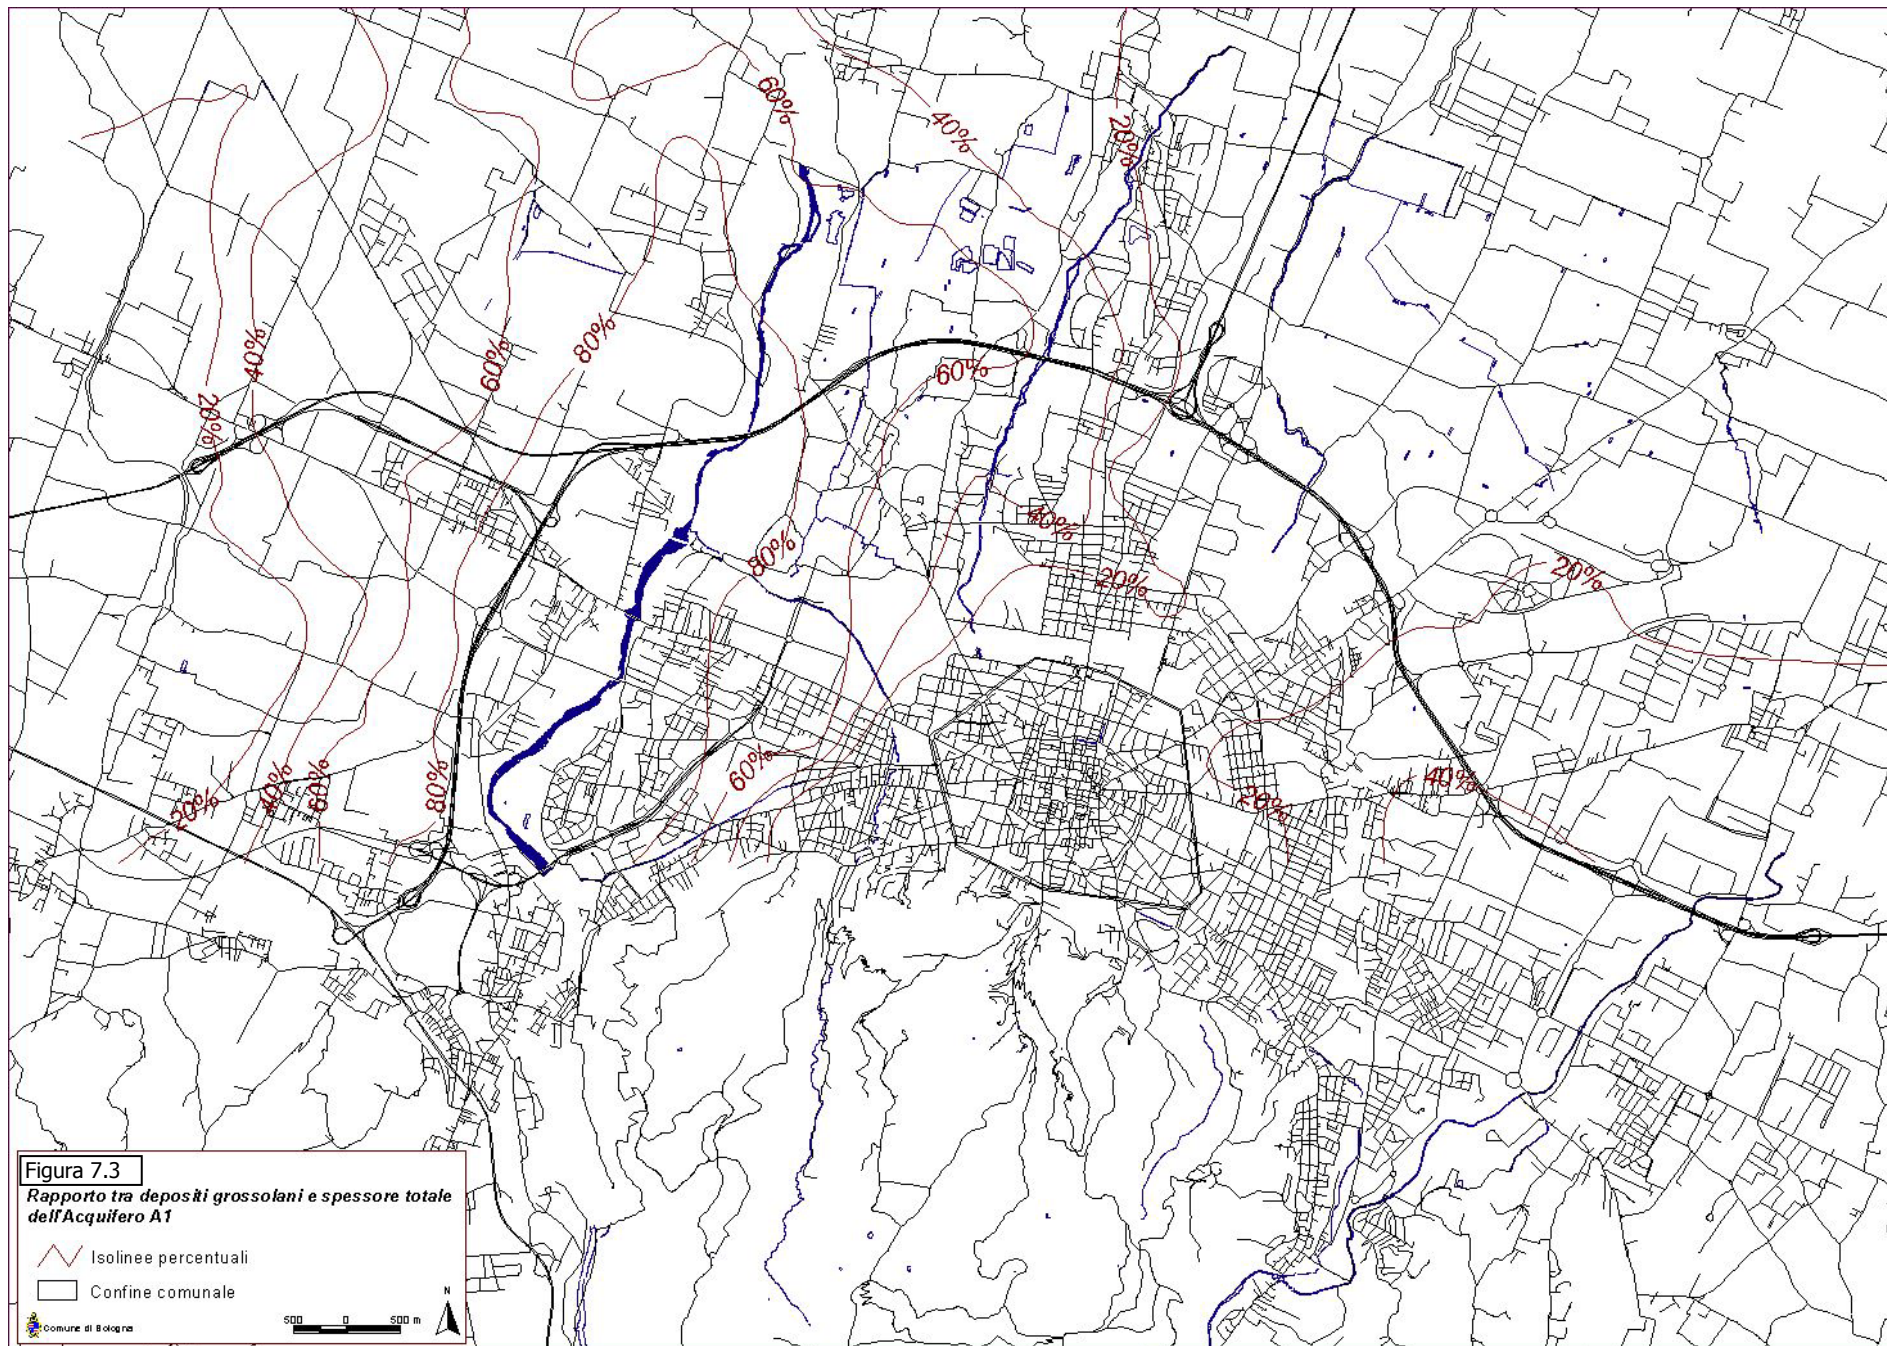 60%
40%
20%
80%
40%
60%
20%
60%
40%
80%
20%
20%
60%
40%
20%
40%
60%
80%
20%
40%
20%
Figura 7.3
Rapporto tra depositi grossolani e spessore totale
dell'Acquifero A1
Isolinee percentuali
Confine comunale
N
500 0 500 m
Comune di Bologna